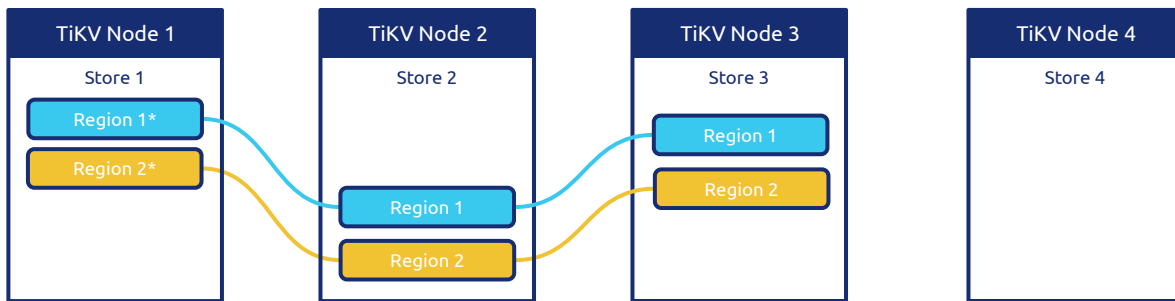 TiKV Node 1
Store 1
Region 1*
Region 2*
TiKV Node 2
Store 2
Region 1
Region 2
TiKV Node 3
Store 3
Region 1
Region 2
TiKV Node 4
Store 4